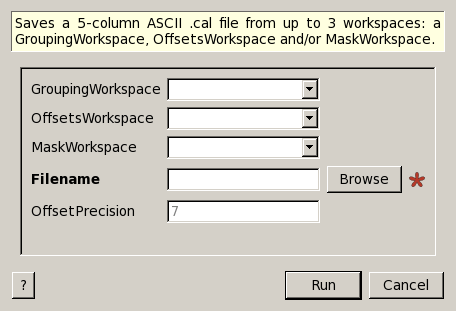 Saves a 5-column ASCII .cal file from up to 3 workspaces: a
GroupingWorkspace, OffsetsWorkspace and/or MaskWorkspace.
GroupingWorkspace
OffsetsWorkspace
MaskWorkspace
Filename Browse *
OffsetPrecision 7
? Run Cancel